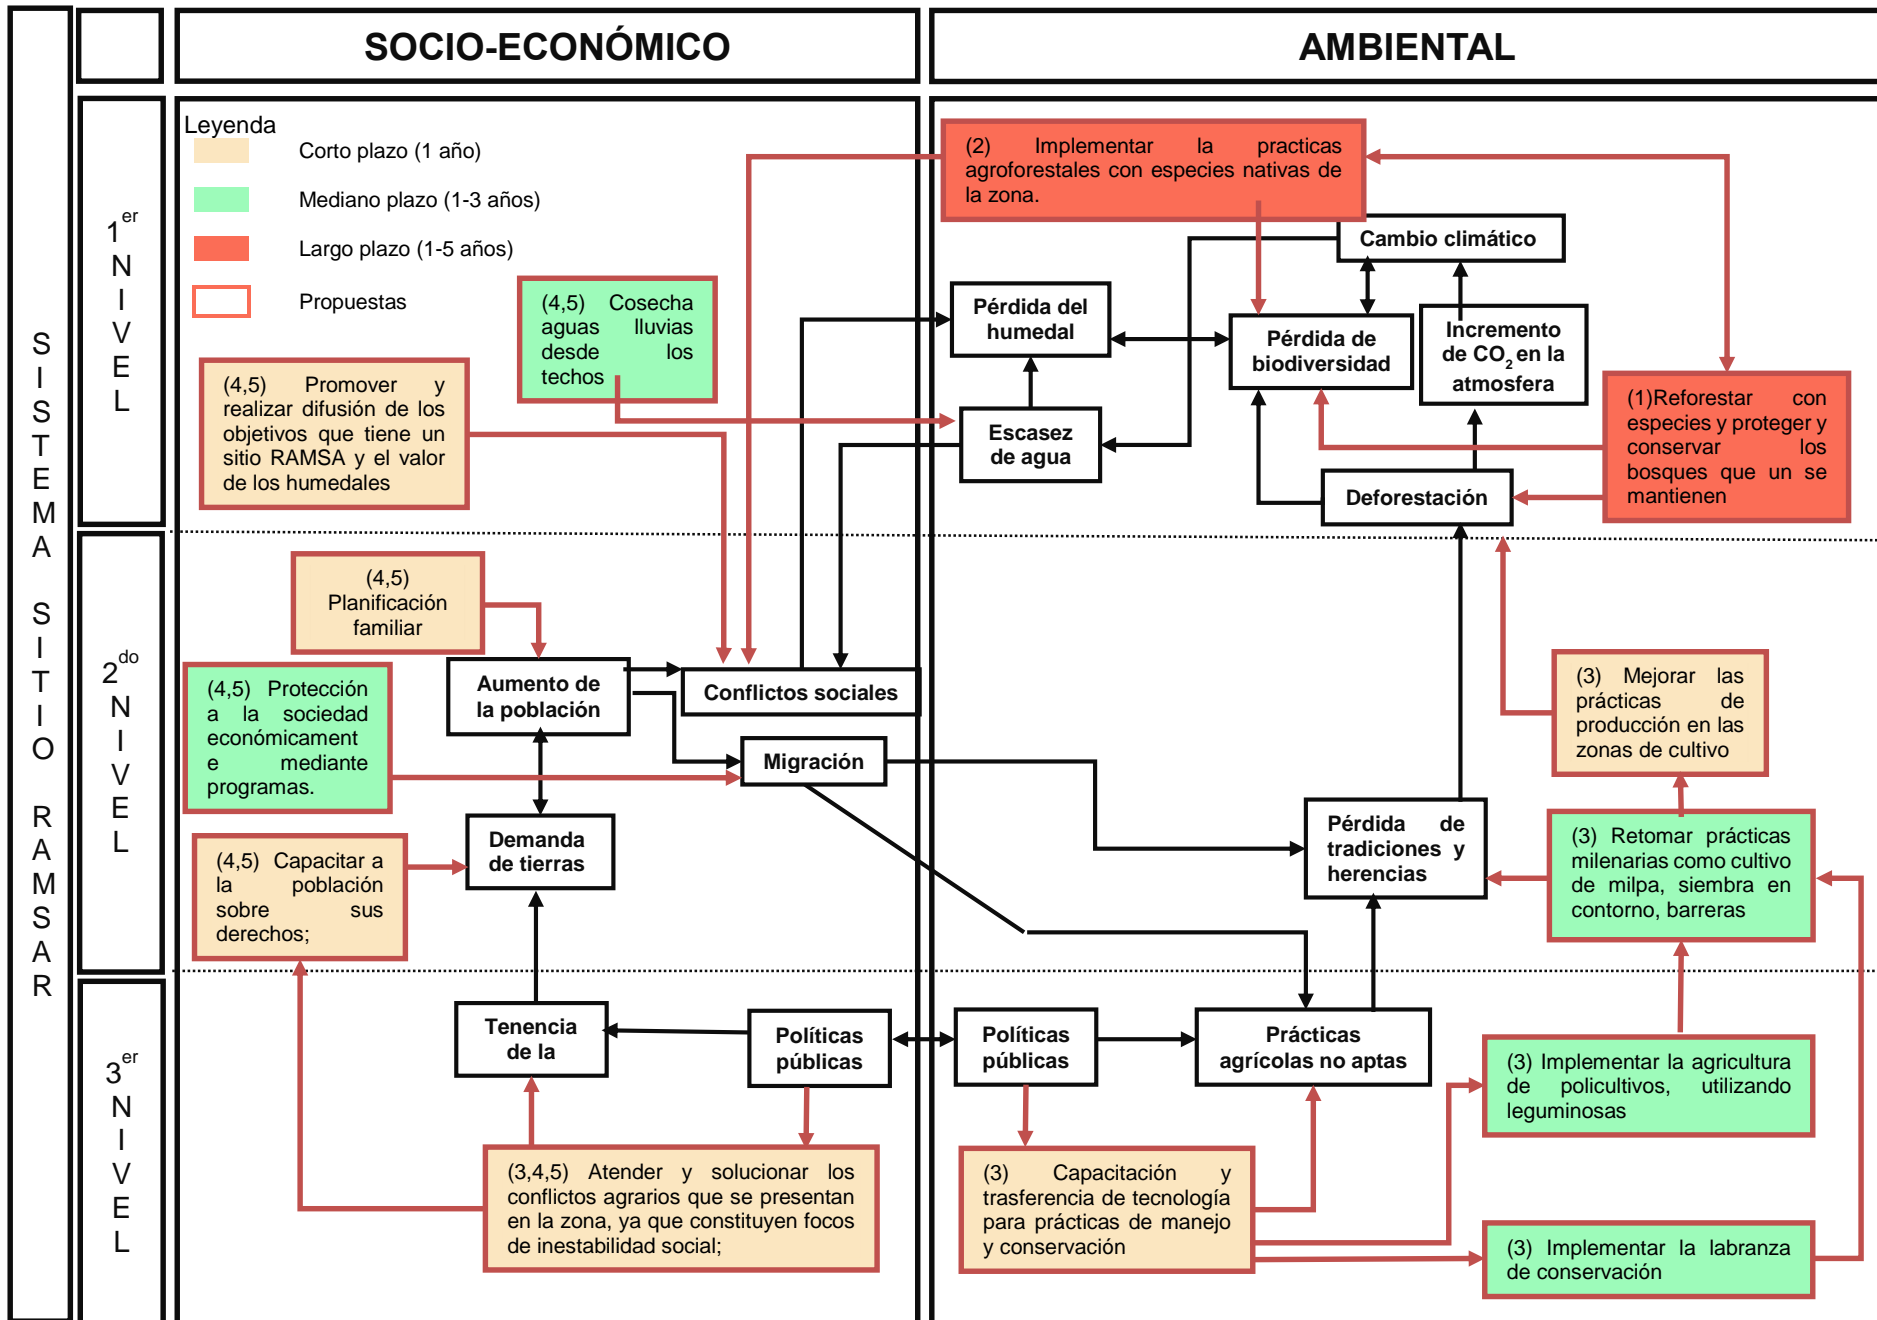 SOCIO-ECONÓMICO
AMBIENTAL
SISTEMA SITIO RAMSAR
1er NIVEL
Leyenda
Corto plazo (1 año)
Mediano plazo (1-3 años)
Largo plazo (1-5 años)
Propuestas
(4,5) Cosecha
aguas lluvias
desde los
techos
(4,5) Promover y
realizar difusión de los
objetivos que tiene un
sitio RAMSA y el valor
de los humedales
(2) Implementar la practicas
agroforestales con especies nativas de
la zona.
Cambio climático
Pérdida del
humedal
Pérdida de
biodiversidad
Incremento
de CO2 en la
atmosfera
(1)Reforestar con
especies y proteger y
conservar los
bosques que un se
mantienen
Escasez
de agua
Deforestación
2do NIVEL
(4,5)
Planificación
familiar
(4,5) Protección
a la sociedad
económicament
e mediante
programas.
Aumento de
la población
Conflictos sociales
Migración
(4,5) Capacitar a
la población
sobre sus
derechos;
Demanda
de tierras
Pérdida de
tradiciones y
herencias
(3) Mejorar las
prácticas de
producción en las
zonas de cultivo
(3) Retomar prácticas
milenarias como cultivo
de milpa, siembra en
contorno, barreras
3er NIVEL
Tenencia
de la
Políticas
públicas
Políticas
públicas
Prácticas
agrícolas no aptas
(3) Implementar la agricultura
de policultivos, utilizando
leguminosas
(3,4,5) Atender y solucionar los
conflictos agrarios que se presentan
en la zona, ya que constituyen focos
de inestabilidad social;
(3) Capacitación y
trasferencia de tecnología
para prácticas de manejo
y conservación
(3) Implementar la labranza
de conservación